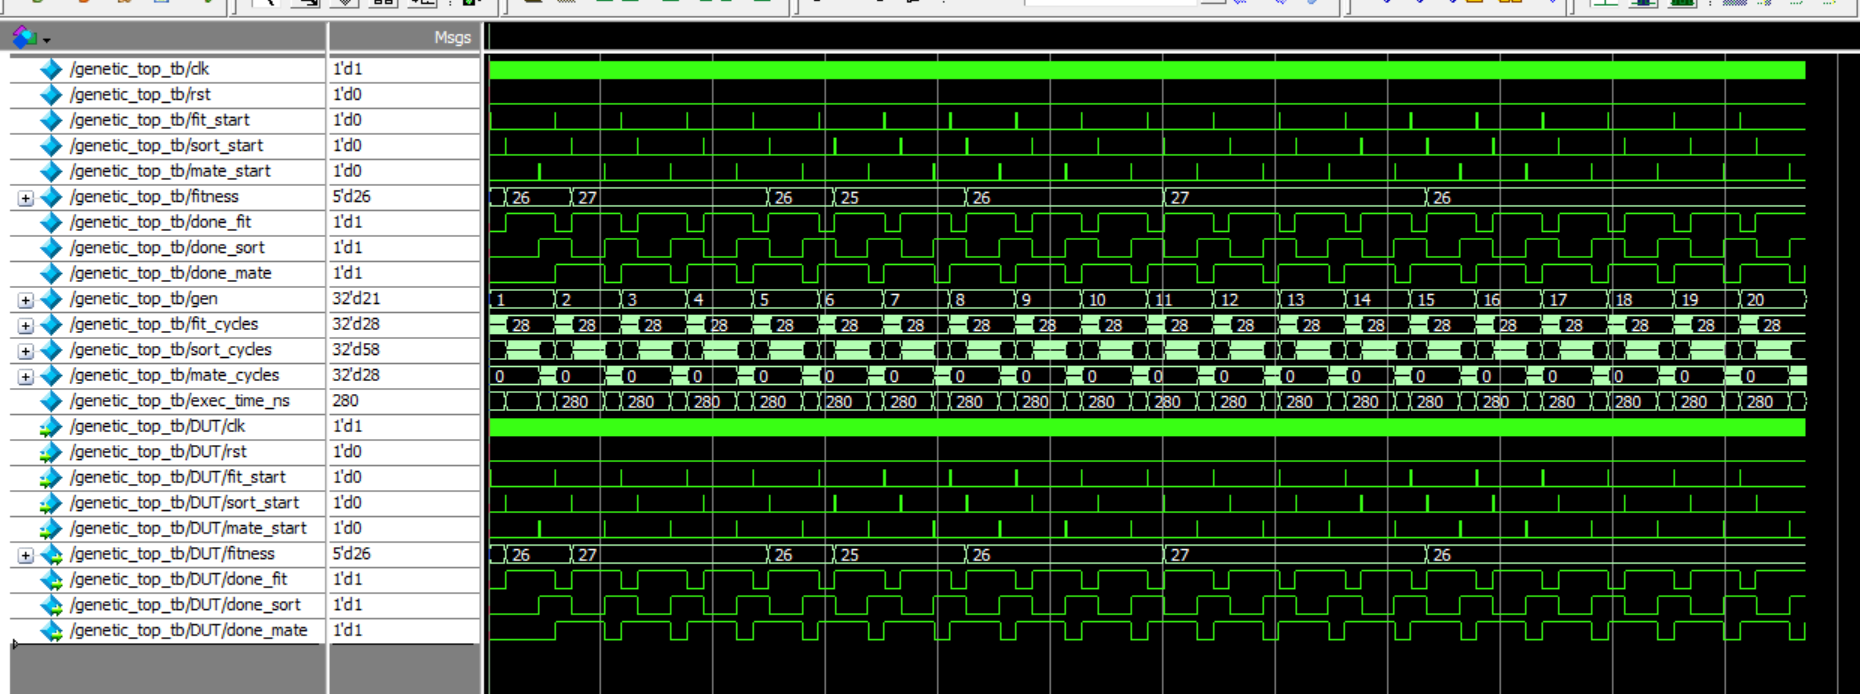 Msgs
/genetic_top_tb/clk 1'd1
/genetic_top_tb/rst 1'd0
/genetic_top_tb/fit_start 1'd0
/genetic_top_tb/sort_start 1'd0
/genetic_top_tb/mate_start 1'd0
/genetic_top_tb/fitness 5'd26 26 27 26 25 26 27 26
/genetic_top_tb/done_fit 1'd1
/genetic_top_tb/done_sort 1'd1
/genetic_top_tb/done_mate 1'd1
/genetic_top_tb/gen 32'd21 1 2 3 4 5 6 7 8 9 10 11 12 13 14 15 16 17 18 19 20
/genetic_top_tb/fit_cycles 32'd28 28 28 28 28 28 28 28 28 28 28 28 28 28 28 28 28 28 28 28 28
/genetic_top_tb/sort_cycles 32'd58
/genetic_top_tb/mate_cycles 32'd28 0 0 0 0 0 0 0 0 0 0 0 0 0 0 0 0 0 0 0 0
/genetic_top_tb/exec_time_ns 280 280 280 280 280 280 280 280 280 280 280 280 280 280 280 280 280 280 280 280
/genetic_top_tb/DUT/clk 1'd1
/genetic_top_tb/DUT/rst 1'd0
/genetic_top_tb/DUT/fit_start 1'd0
/genetic_top_tb/DUT/sort_start 1'd0
/genetic_top_tb/DUT/mate_start 1'd0
/genetic_top_tb/DUT/fitness 5'd26 26 27 26 25 26 27 26
/genetic_top_tb/DUT/done_fit 1'd1
/genetic_top_tb/DUT/done_sort 1'd1
/genetic_top_tb/DUT/done_mate 1'd1